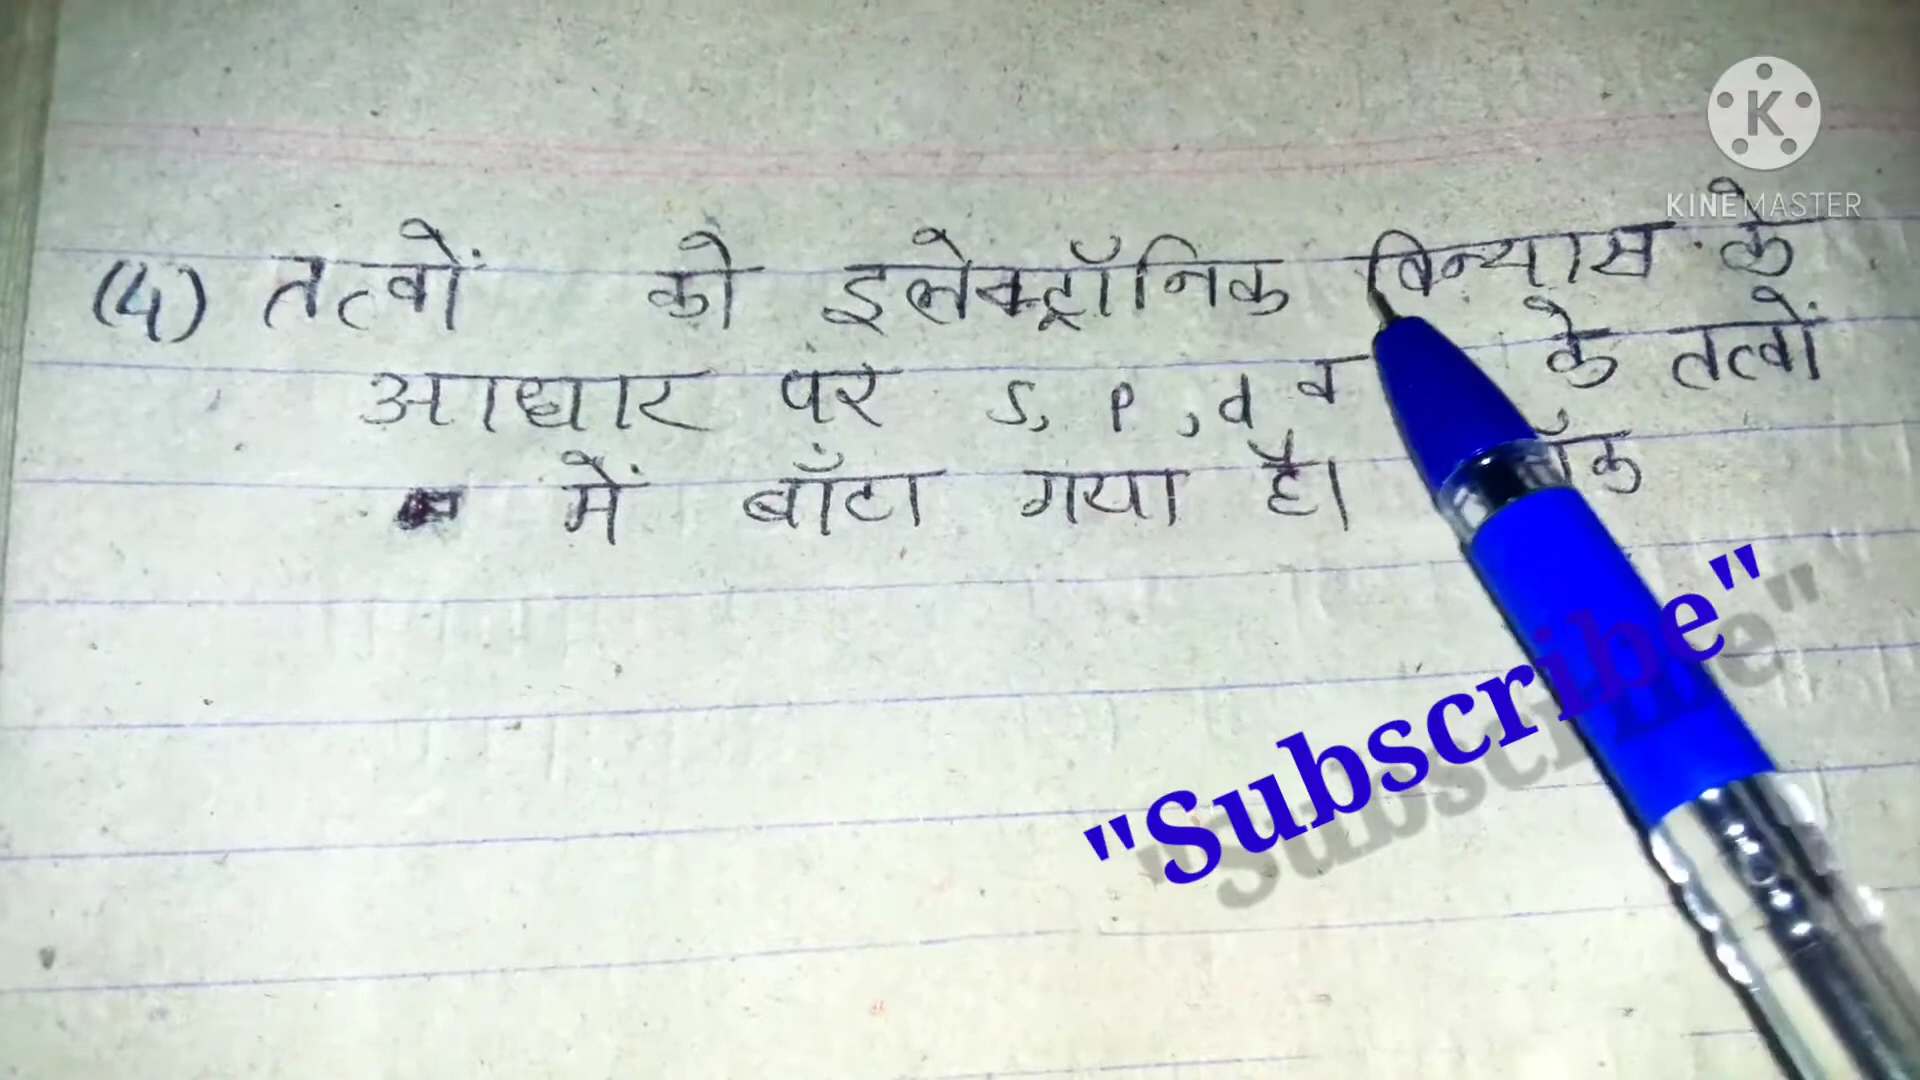 K
KINEMASTER
(4) तत्वों को इलेक्ट्रॉनिक विन्यास के
आधार पर s, p, d व के तत्वों
में बाँटा गया है।
"Subscribe"